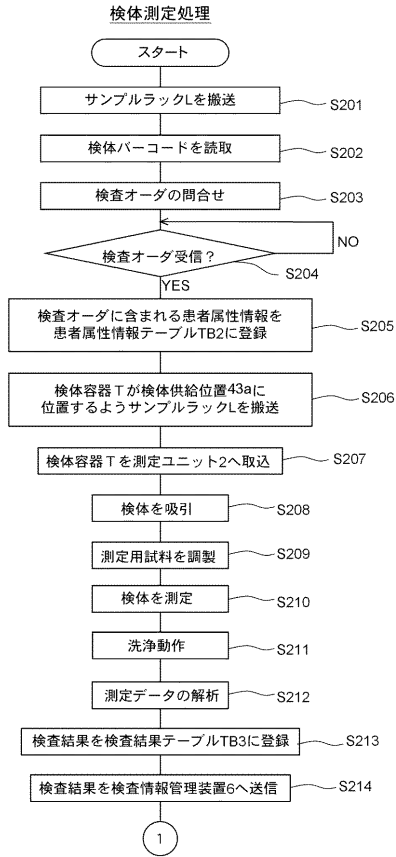 検体測定処理
スタート
サンプルラックLを搬送
S201
検体バーコードを読取
S202
検査オーダの問合せ
S203
検査オーダ受信？
NO
S204
YES
検査オーダに含まれる患者属性情報を
患者属性情報テーブルTB2に登録
S205
検体容器Tが検体供給位置43aに
位置するようサンプルラックLを搬送
S206
検体容器Tを測定ユニット2へ取込
S207
検体を吸引
S208
測定用試料を調製
S209
検体を測定
S210
洗浄動作
S211
測定データの解析
S212
検査結果を検査結果テーブルTB3に登録
S213
検査結果を検査情報管理装置6へ送信
S214
1